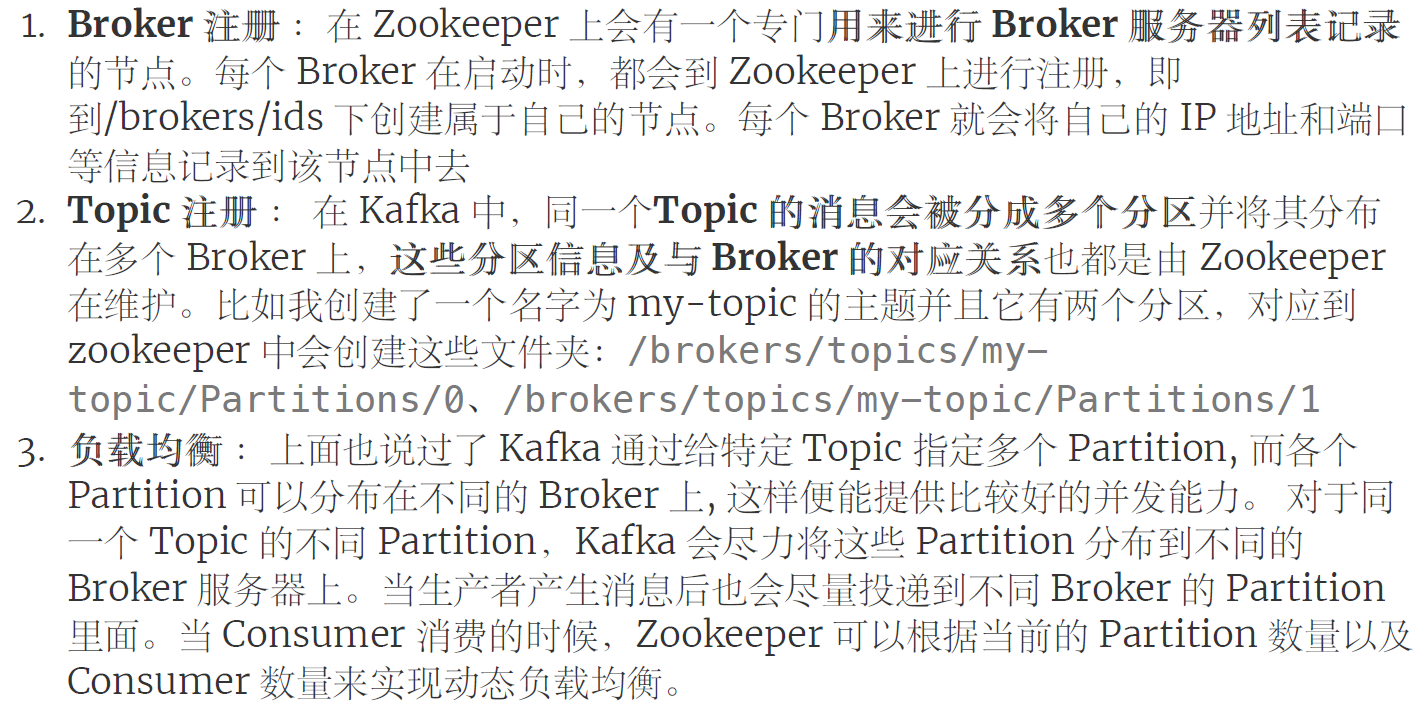 1. Broker 注册 ：在 Zookeeper 上会有一个专门用来进行 Broker 服务器列表记录
的节点。每个 Broker 在启动时，都会到 Zookeeper 上进行注册，即
到/brokers/ids 下创建属于自己的节点。每个 Broker 就会将自己的 IP 地址和端口
等信息记录到该节点中去
2. Topic 注册 ： 在 Kafka 中，同一个Topic 的消息会被分成多个分区并将其分布
在多个 Broker 上，这些分区信息及与 Broker 的对应关系也都是由 Zookeeper
在维护。比如我创建了一个名字为 my-topic 的主题并且它有两个分区，对应到
zookeeper 中会创建这些文件夹：/brokers/topics/my-
topic/Partitions/0、/brokers/topics/my-topic/Partitions/1
3. 负载均衡 ：上面也说过了 Kafka 通过给特定 Topic 指定多个 Partition, 而各个
Partition 可以分布在不同的 Broker 上, 这样便能提供比较好的并发能力。 对于同
一个 Topic 的不同 Partition，Kafka 会尽力将这些 Partition 分布到不同的
Broker 服务器上。当生产者产生消息后也会尽量投递到不同 Broker 的 Partition
里面。当 Consumer 消费的时候，Zookeeper 可以根据当前的 Partition 数量以及
Consumer 数量来实现动态负载均衡。